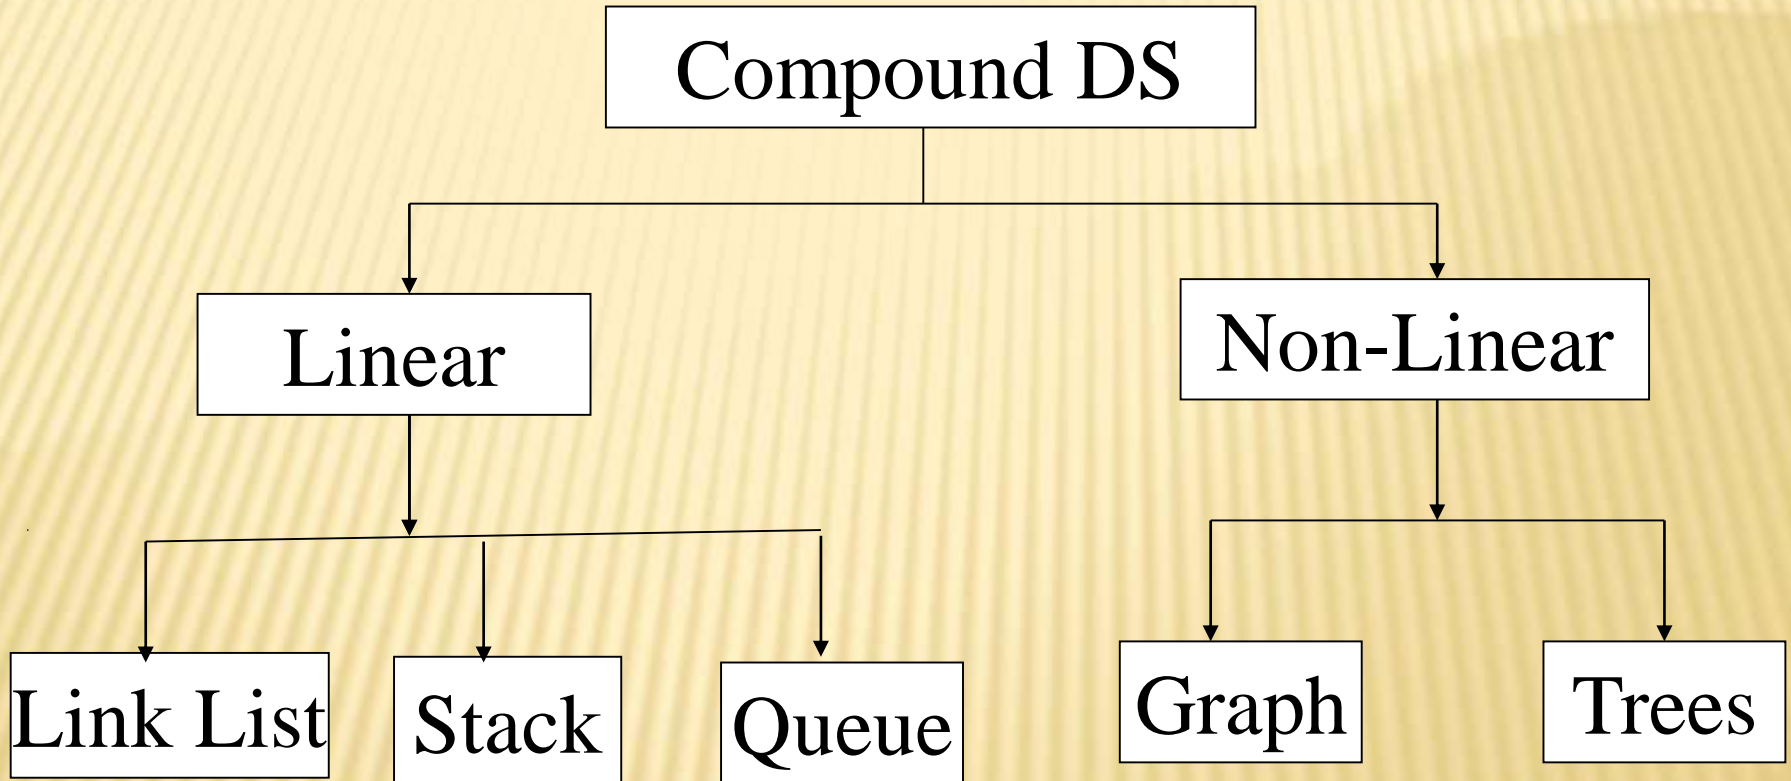 Compound DS
Linear
Non-Linear
Link List
Stack
Queue
Graph
Trees